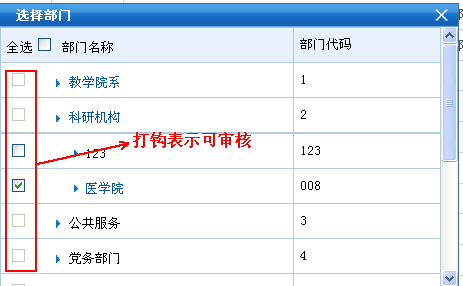 选择部门
全选 部门名称 部门代码
教学院系 1
科研机构 2
打钩表示可审核
123 123
医学院 008
公共服务 3
党务部门 4